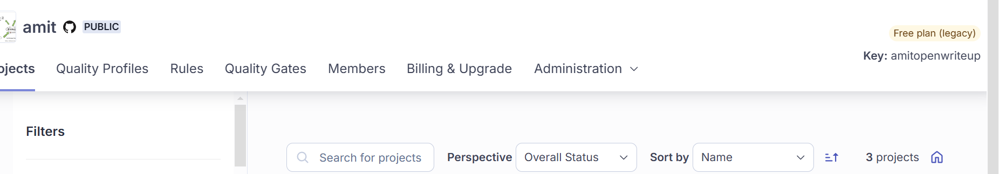 amit PUBLIC
Free plan (legacy)
Key: amitopenwriteup
ojects Quality Profiles Rules Quality Gates Members Billing & Upgrade Administration
Filters
Search for projects Perspective Overall Status Sort by Name 3 projects